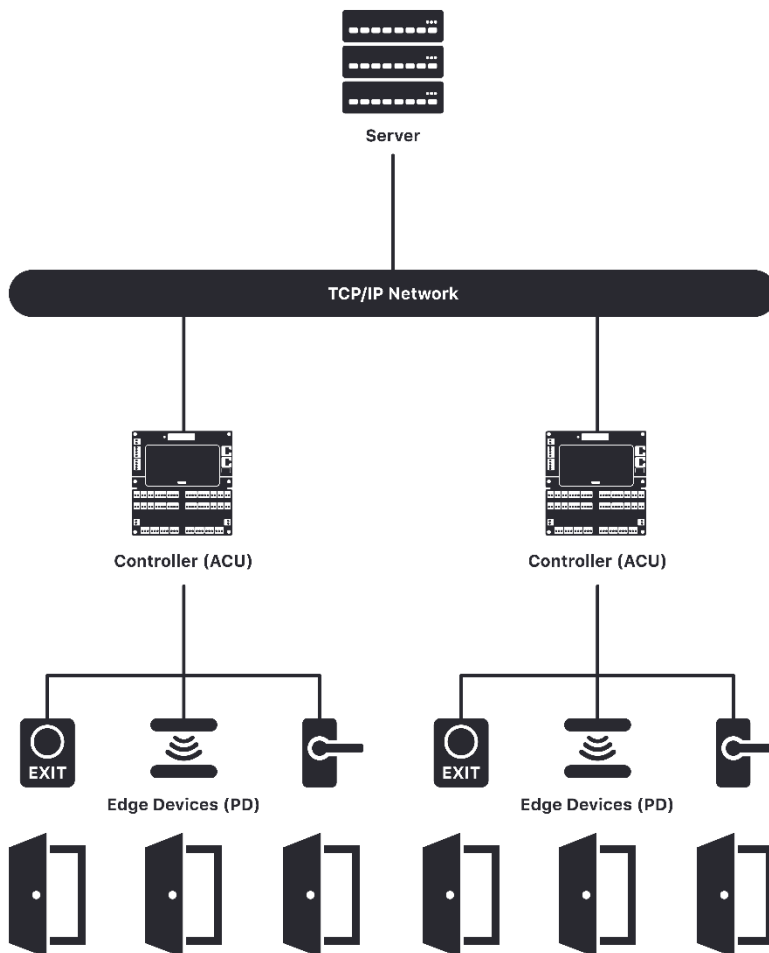 Server
TCP/IP Network
Controller (ACU)
Controller (ACU)
EXIT
EXIT
Edge Devices (PD)
Edge Devices (PD)